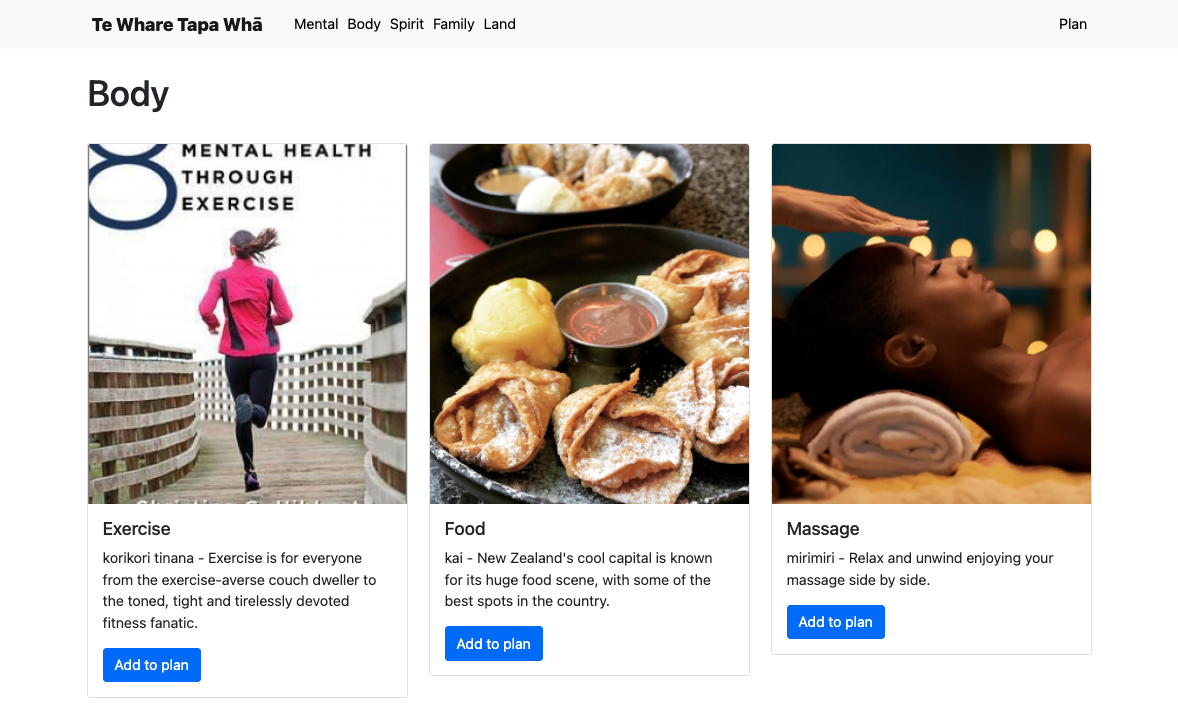 Te Whare Tapa Whā
Mental Body Spirit Family Land
Plan
Body
MENTAL HEALTH
THROUGH
EXERCISE
Exercise
korikori tinana - Exercise is for everyone
from the exercise-averse couch dweller to
the toned, tight and tirelessly devoted
fitness fanatic.
Add to plan
Food
kai - New Zealand's cool capital is known
for its huge food scene, with some of the
best spots in the country.
Add to plan
Massage
mirimiri - Relax and unwind enjoying your
massage side by side.
Add to plan